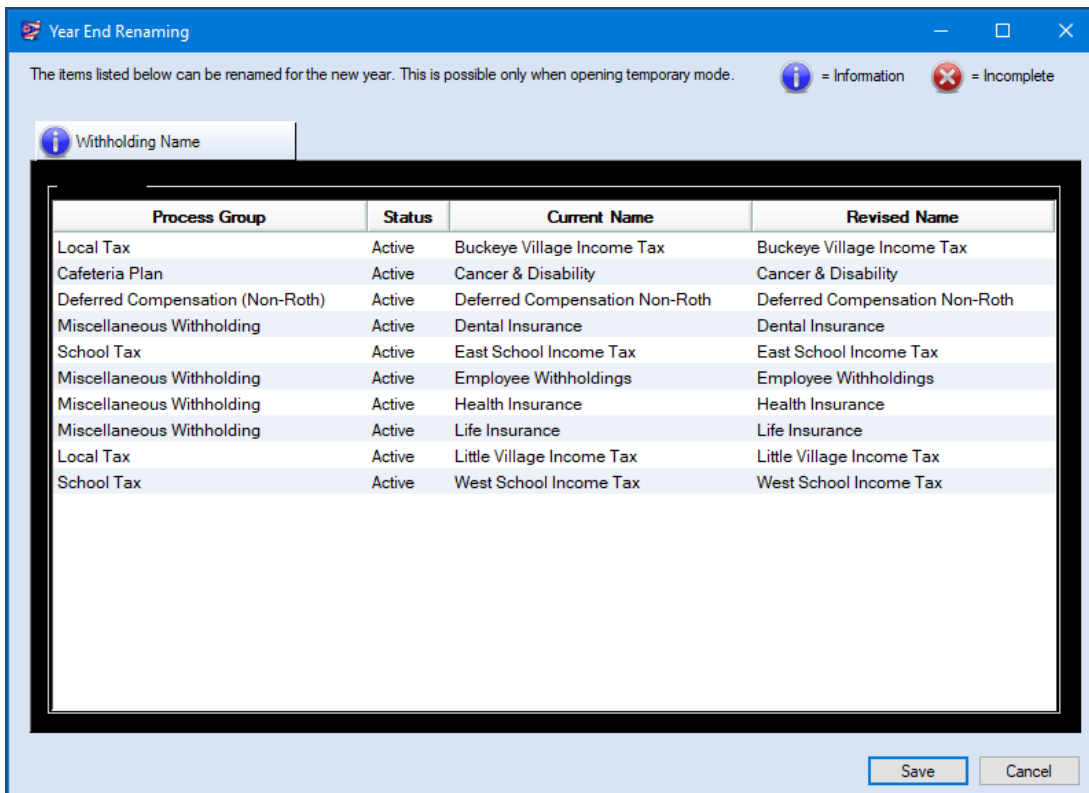 Year End Renaming
The items listed below can be renamed for the new year. This is possible only when opening temporary mode. = Information = Incomplete
Withholding Name
Process Group Status Current Name Revised Name
Local Tax Active Buckeye Village Income Tax Buckeye Village Income Tax
Cafeteria Plan Active Cancer & Disability Cancer & Disability
Deferred Compensation (Non-Roth) Active Deferred Compensation Non-Roth Deferred Compensation Non-Roth
Miscellaneous Withholding Active Dental Insurance Dental Insurance
School Tax Active East School Income Tax East School Income Tax
Miscellaneous Withholding Active Employee Withholdings Employee Withholdings
Miscellaneous Withholding Active Health Insurance Health Insurance
Miscellaneous Withholding Active Life Insurance Life Insurance
Local Tax Active Little Village Income Tax Little Village Income Tax
School Tax Active West School Income Tax West School Income Tax
Save Cancel